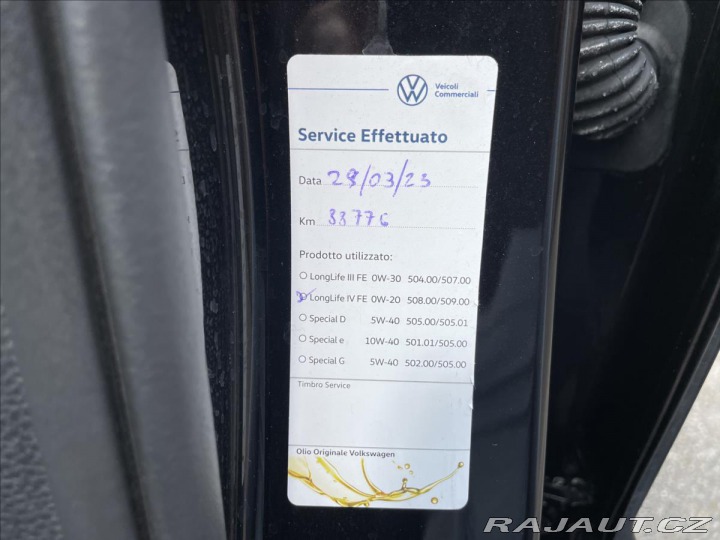 Veicoli
Commerciali
Service Effettuato
Data 29/03/23
Km 33776
Prodotto utilizzato:
LongLife III FE 0W-30 504.00/507.00
LongLife IV FE 0W-20 508.00/509.00
Special D 5W-40 505.00/505.01
Special e 10W-40 501.01/505.00
Special G 5W-40 502.00/505.00
Timbro Service
Olio Originale Volkswagen
RAJAUT.CZ